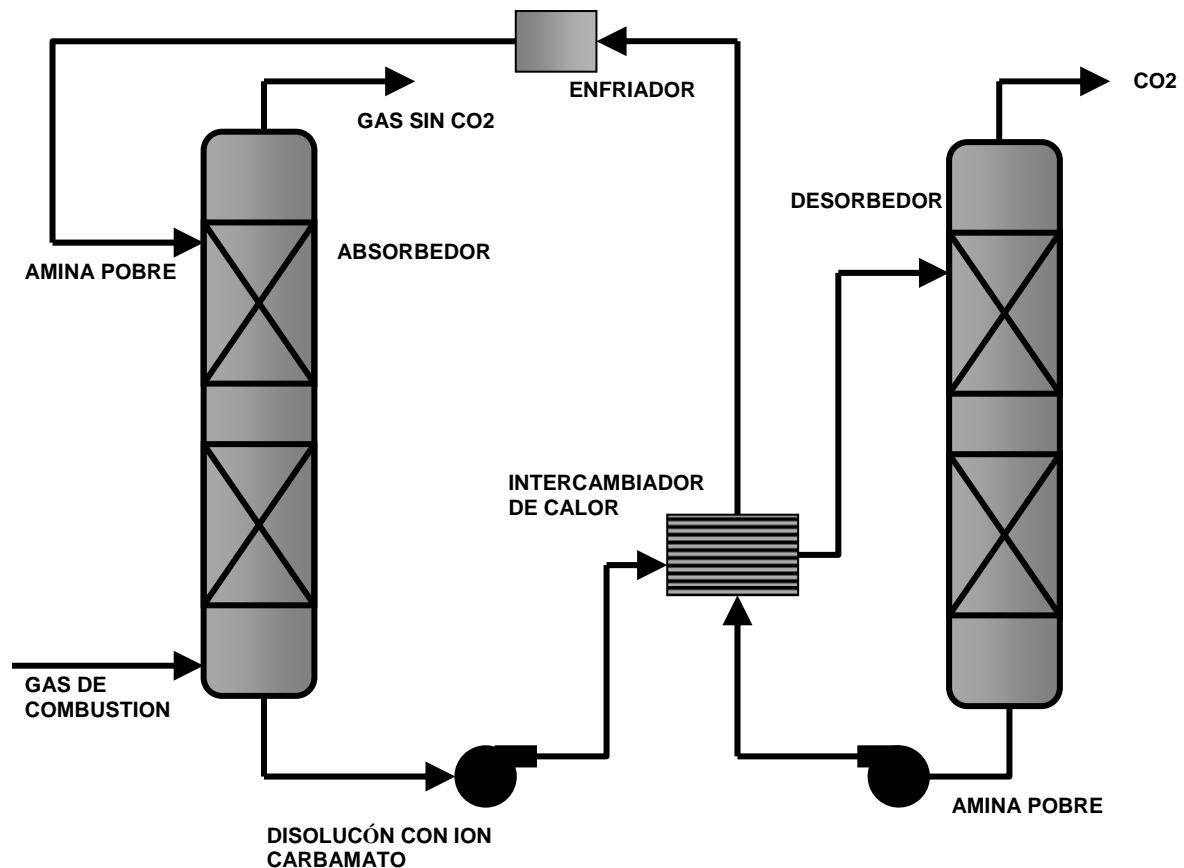 ENFRIADOR
CO2
GAS SIN CO2
DESORBEDOR
ABSORBEDOR
AMINA POBRE
INTERCAMBIADOR
DE CALOR
GAS DE
COMBUSTION
AMINA POBRE
DISOLUCÓN CON ION
CARBAMATO